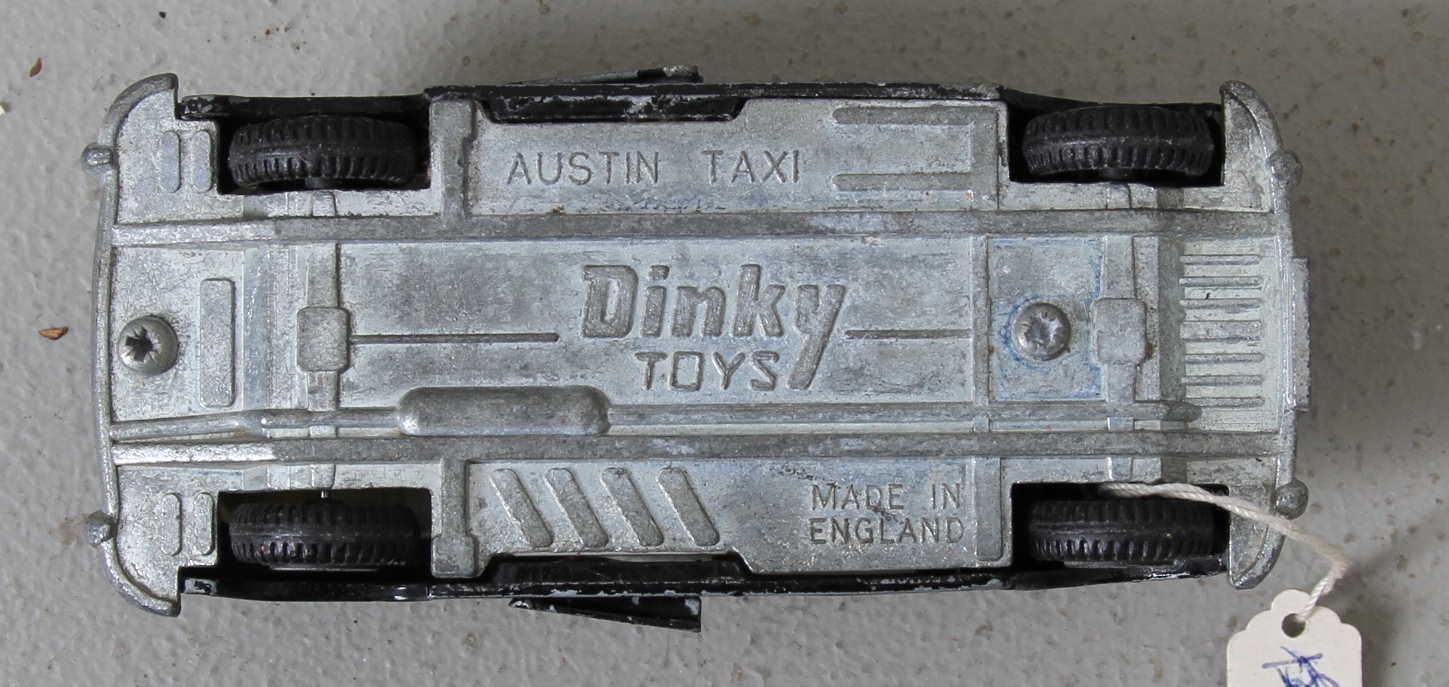 AUSTIN TAXI
Dinky
TOYS
MADE IN
ENGLAND